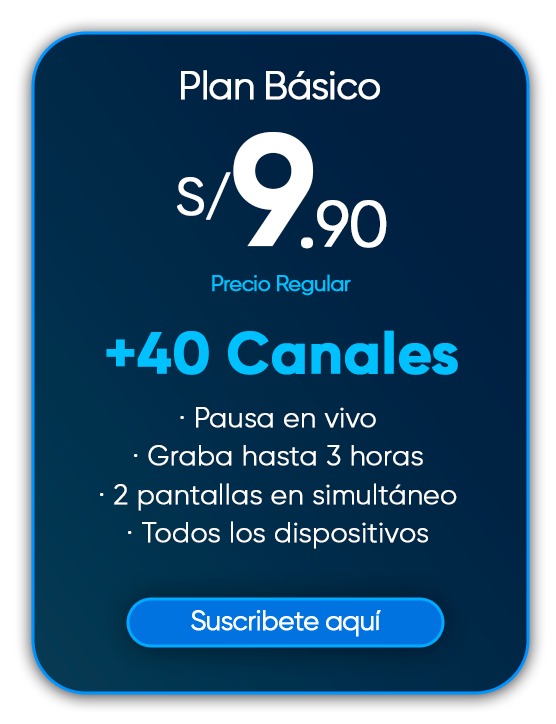 Plan Básico
S/9.90
Precio Regular
+40 Canales
· Pausa en vivo
· Graba hasta 3 horas
· 2 pantallas en simultáneo
· Todos los dispositivos
Suscribete aquí